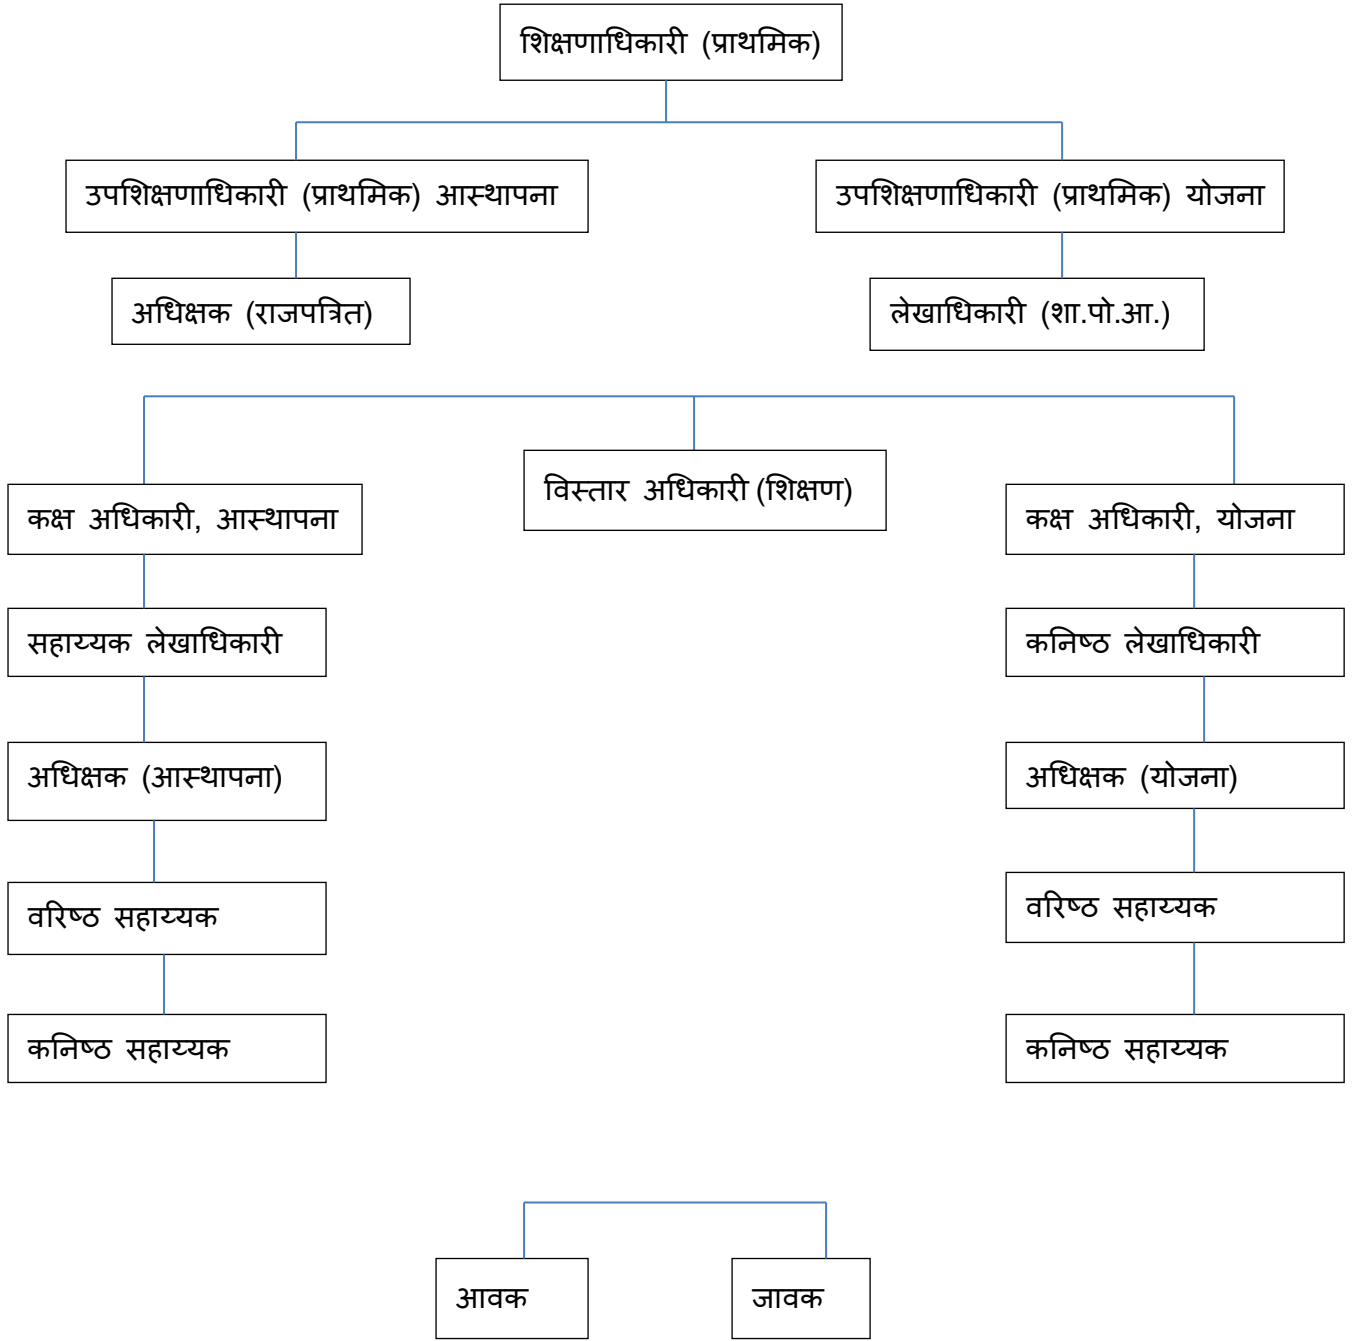 शिक्षणाधिकारी (प्राथमिक)
उपशिक्षणाधिकारी (प्राथमिक) आस्थापना
उपशिक्षणाधिकारी (प्राथमिक) योजना
अधिक्षक (राजपत्रित)
लेखाधिकारी (शा.पो.आ.)
विस्तार अधिकारी (शिक्षण)
कक्ष अधिकारी, आस्थापना
कक्ष अधिकारी, योजना
सहाय्यक लेखाधिकारी
कनिष्ठ लेखाधिकारी
अधिक्षक (आस्थापना)
अधिक्षक (योजना)
वरिष्ठ सहाय्यक
वरिष्ठ सहाय्यक
कनिष्ठ सहाय्यक
कनिष्ठ सहाय्यक
आवक
जावक